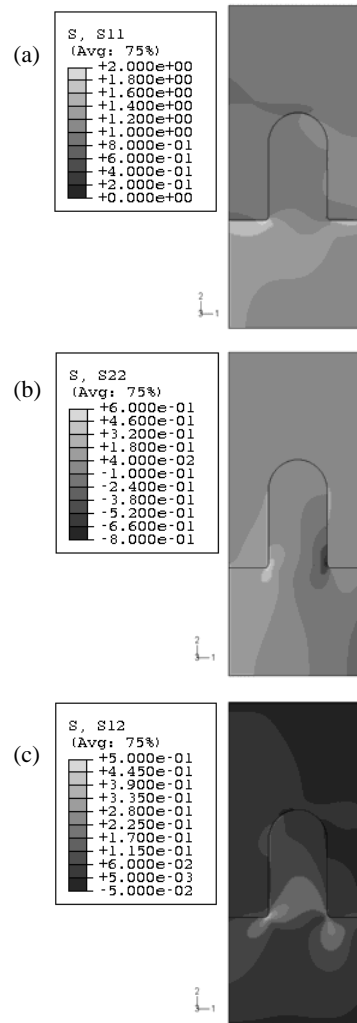 (a)
S, S11
(Avg: 75%)
+2.000e+00
+1.800e+00
+1.600e+00
+1.400e+00
+1.200e+00
+1.000e+00
+8.000e-01
+6.000e-01
+4.000e-01
+2.000e-01
+0.000e+00
2
3 1
(b)
S, S22
(Avg: 75%)
+6.000e-01
+4.600e-01
+3.200e-01
+1.800e-01
+4.000e-02
-1.000e-01
-2.400e-01
-3.800e-01
-5.200e-01
-6.600e-01
-8.000e-01
2
3 1
(c)
S, S12
(Avg: 75%)
+5.000e-01
+4.450e-01
+3.900e-01
+3.350e-01
+2.800e-01
+2.250e-01
+1.700e-01
+1.150e-01
+6.000e-02
+5.000e-03
-5.000e-02
2
3 1